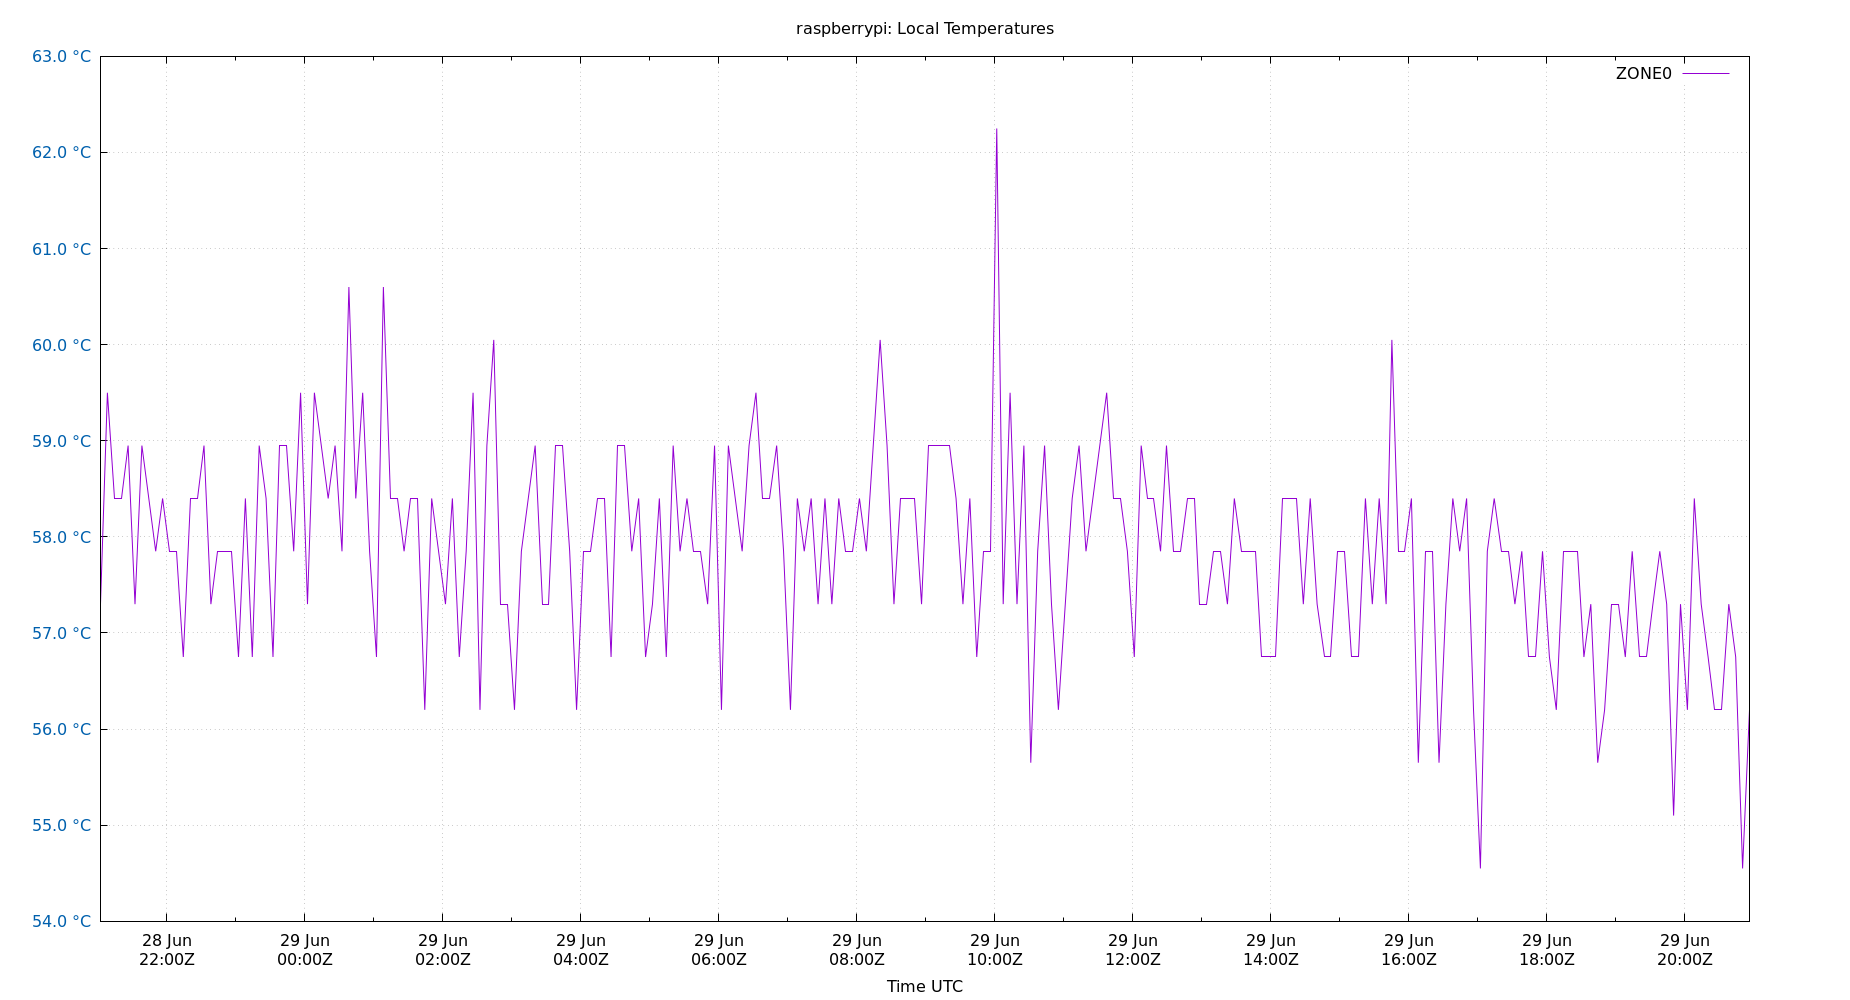 raspberrypi: Local Temperatures
63.0 °C
ZONE0
62.0 °C
61.0 °C
60.0 °C
59.0 °C
58.0 °C
57.0 °C
56.0 °C
55.0 °C
54.0 °C
28 Jun 29 Jun 29 Jun 29 Jun 29 Jun 29 Jun 29 Jun 29 Jun 29 Jun 29 Jun 29 Jun 29 Jun
22:00Z 00:00Z 02:00Z 04:00Z 06:00Z 08:00Z 10:00Z 12:00Z 14:00Z 16:00Z 18:00Z 20:00Z
Time UTC